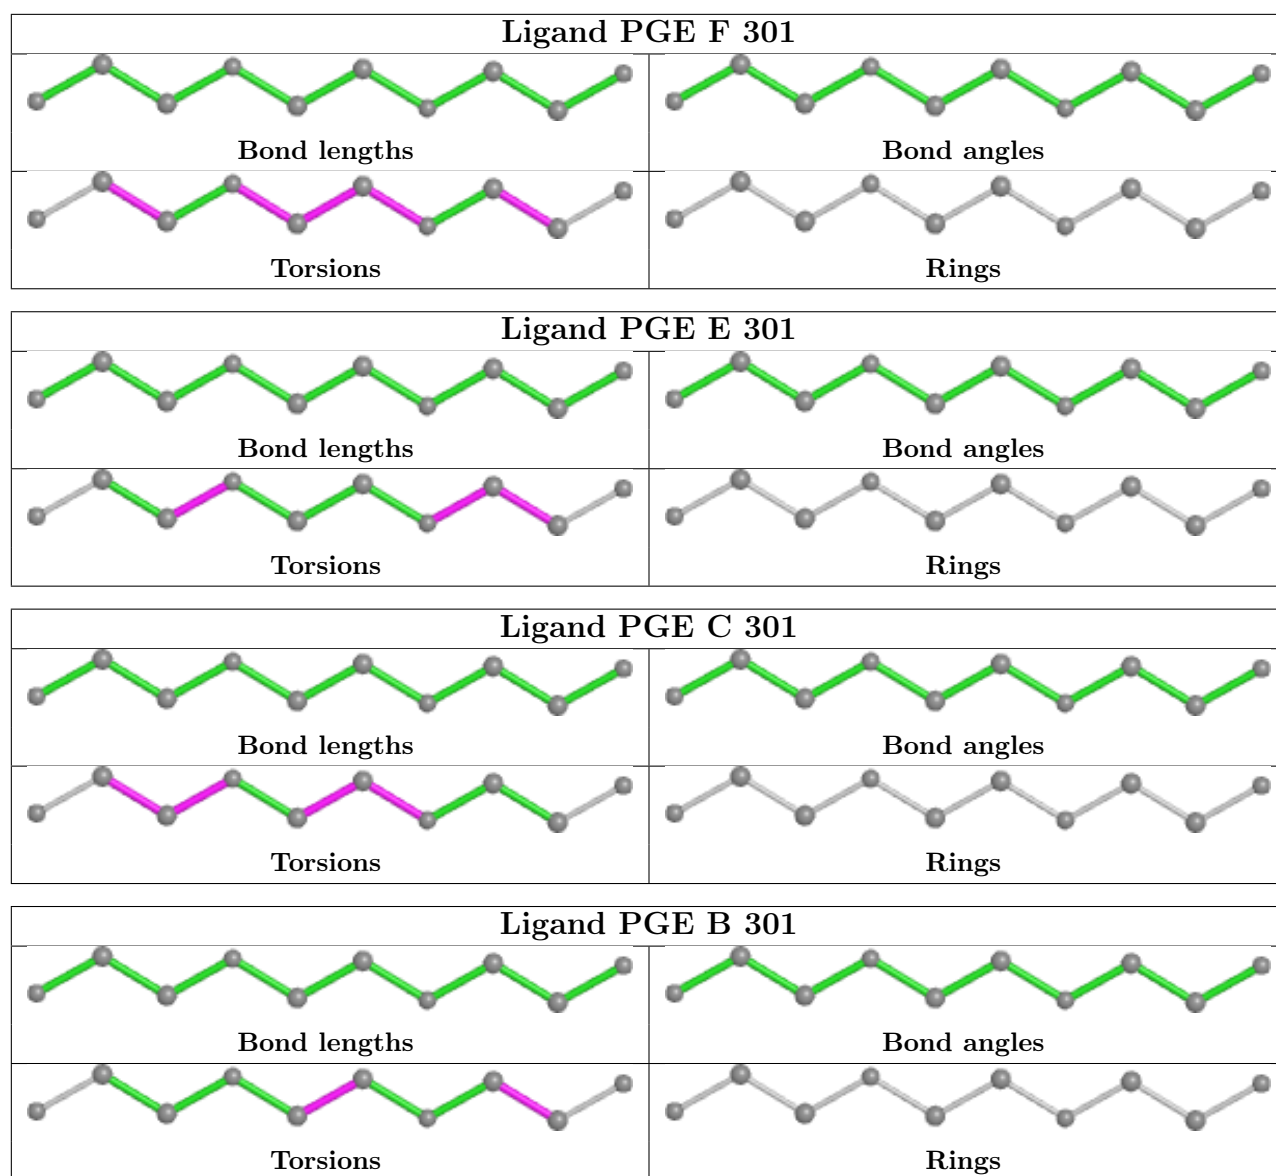 Ligand PGE F 301
Bond lengths Bond angles
Torsions Rings
Ligand PGE E 301
Bond lengths Bond angles
Torsions Rings
Ligand PGE C 301
Bond lengths Bond angles
Torsions Rings
Ligand PGE B 301
Bond lengths Bond angles
Torsions Rings